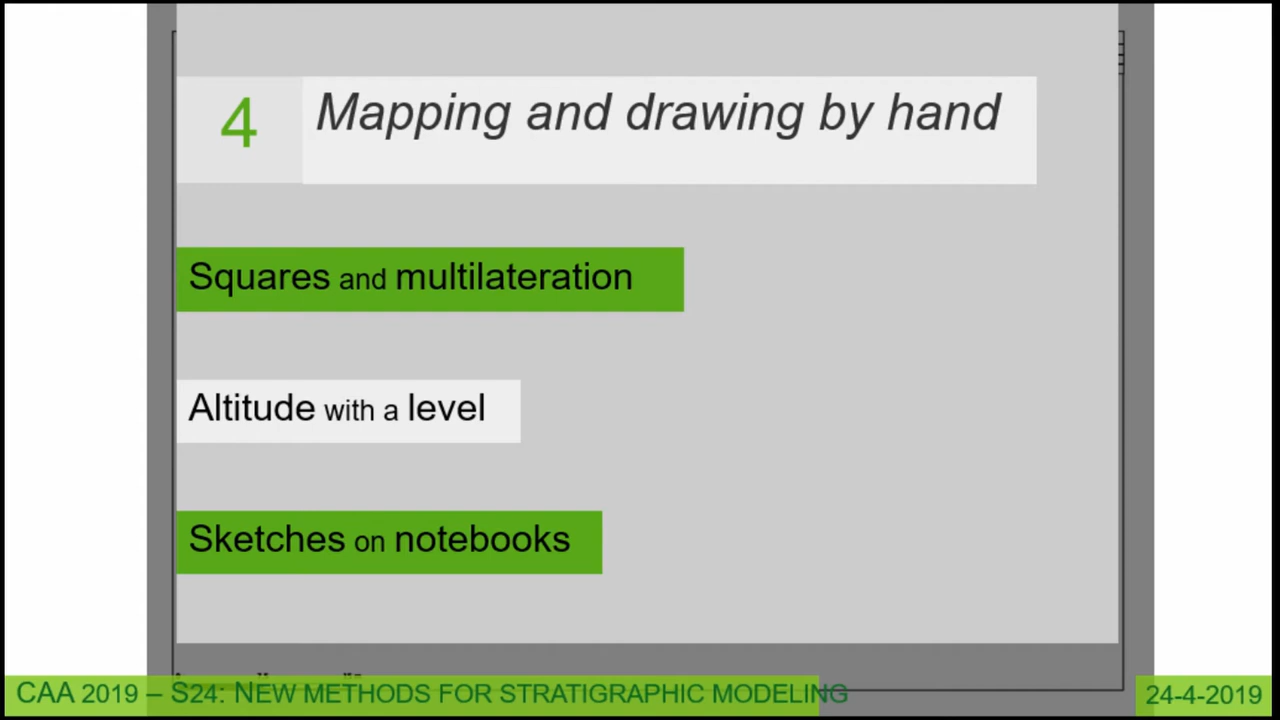 4
Mapping and drawing by hand
Squares and multilateration
Altitude with a level
Sketches on notebooks
CAA 2019 – S24: NEW METHODS FOR STRATIGRAPHIC MODELING
24-4-2019